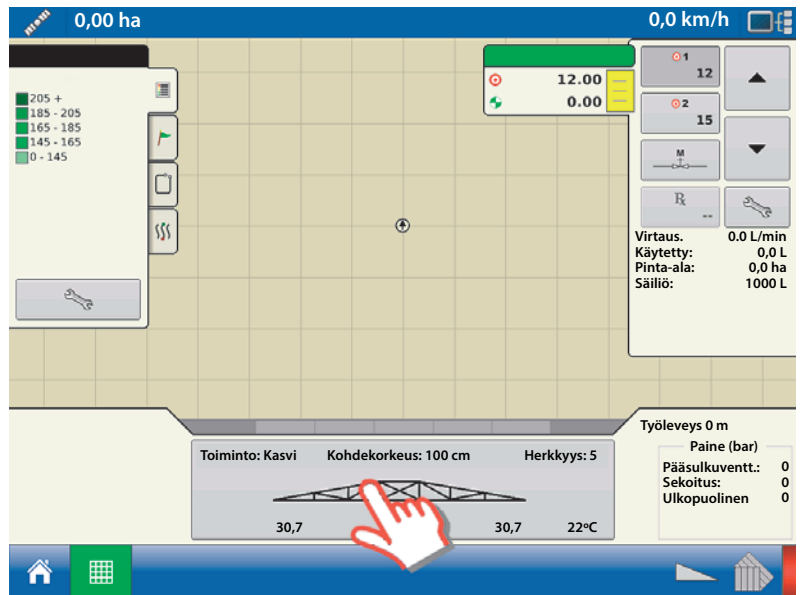 0,00 ha
0,0 km/h
205 +
185 - 205
165 - 185
145 - 165
0 - 145
12.00
0.00
1
12
2
15
M
Rx
--
Virtaus. 0.0 L/min
Käytetty: 0,0 L
Pinta-ala: 0,0 ha
Säiliö: 1000 L
Työleveys 0 m
Paine (bar)
Pääsulkuventt.: 0
Sekoitus: 0
Ulkopuolinen 0
Toiminto: Kasvi Kohdekorkeus: 100 cm Herkkyys: 5
30,7 30,7 22ºC